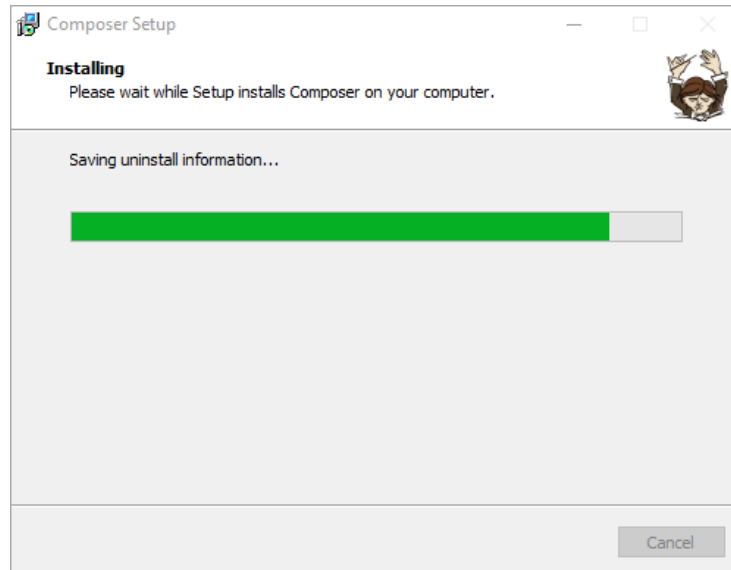 Composer Setup
Installing
Please wait while Setup installs Composer on your computer.
Saving uninstall information...
Cancel